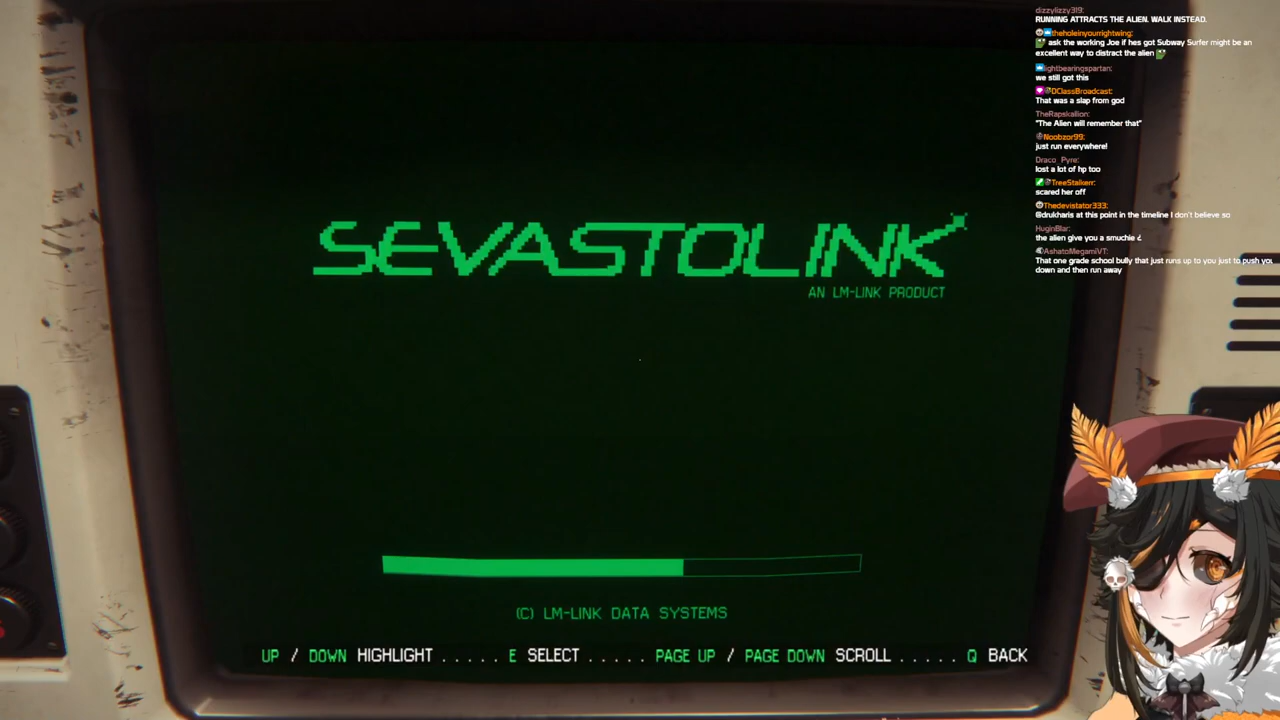 SEVASTOLINK
AN LM-LINK PRODUCT
(C) LM-LINK DATA SYSTEMS
UP / DOWN HIGHLIGHT ..... E SELECT ..... PAGE UP / PAGE DOWN SCROLL ..... Q BACK
dizzylizzy319:
RUNNING ATTRACTS THE ALIEN. WALK INSTEAD.
theholeinyourrightwing:
ask the working Joe if hes got Subway Surfer might be an
excellent way to distract the alien
lightbearingspartan:
we still got this
DClassBroadcast:
That was a slap from god
TheRapskallion:
"The Alien will remember that"
Noobzor99:
just run everywhere!
Draco_Pyre:
lost a lot of hp too
TreeStalkerr:
scared her off
Thedevistator333:
@drukharis at this point in the timeline I don't believe so
HuginBlar:
the alien give you a smuchie ¿
AshatoMegamiVT:
That one grade school bully that just runs up to you just to push you
down and then run away